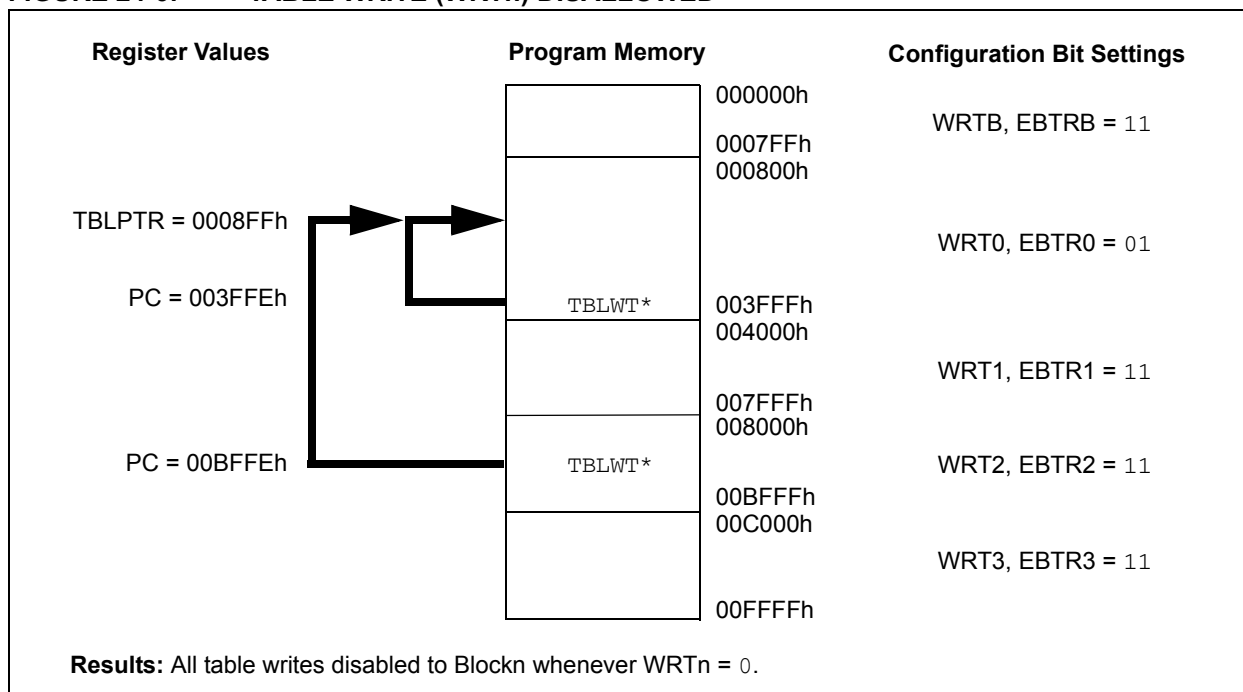 Register Values Program Memory Configuration Bit Settings
000000h
WRTB, EBTRB = 11
0007FFh
000800h
TBLPTR = 0008FFh
WRT0, EBTR0 = 01
PC = 003FFEh
TBLWT* 003FFFh
004000h
WRT1, EBTR1 = 11
007FFFh
008000h
PC = 00BFFEh TBLWT* WRT2, EBTR2 = 11
00BFFFh
00C000h
WRT3, EBTR3 = 11
00FFFFh
Results: All table writes disabled to Blockn whenever WRTn = 0.